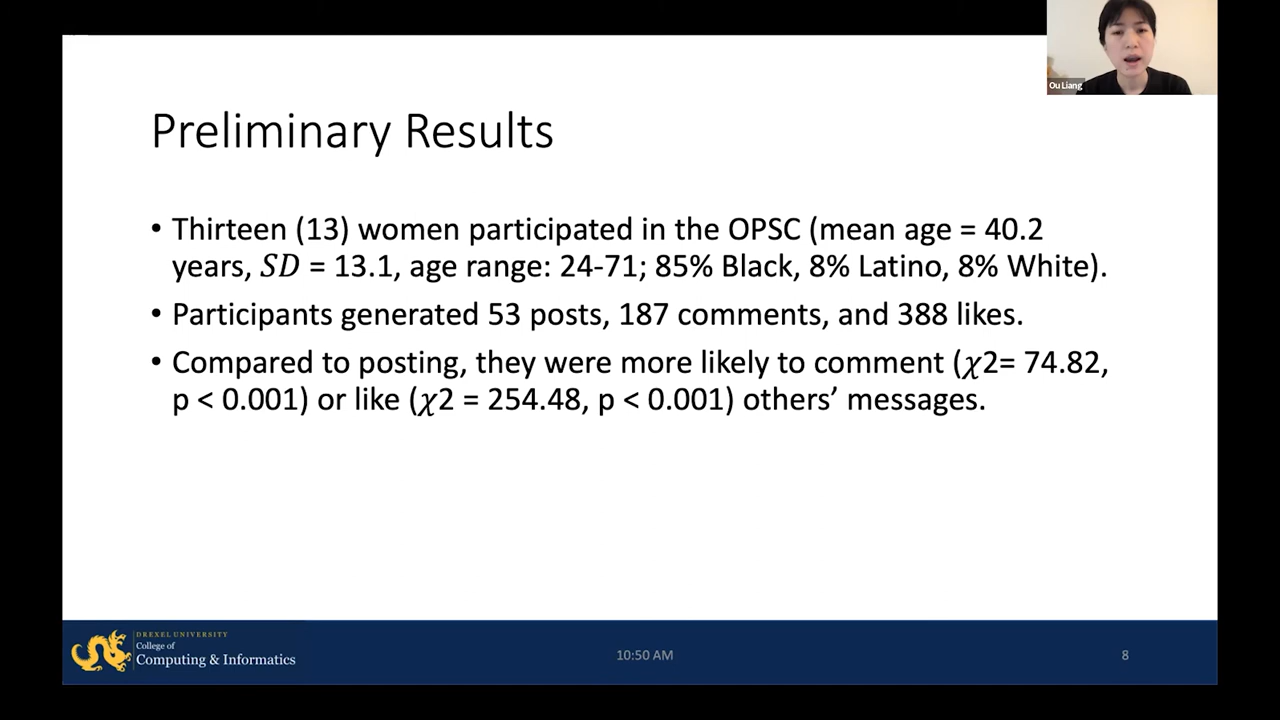 Ou Liang
Preliminary Results
• Thirteen (13) women participated in the OPSC (mean age = 40.2
years, SD = 13.1, age range: 24-71; 85% Black, 8% Latino, 8% White).
• Participants generated 53 posts, 187 comments, and 388 likes.
• Compared to posting, they were more likely to comment (χ2= 74.82,
p < 0.001) or like (χ2 = 254.48, p < 0.001) others’ messages.
DREXEL UNIVERSITY
College of
Computing & Informatics
10:50 AM
8